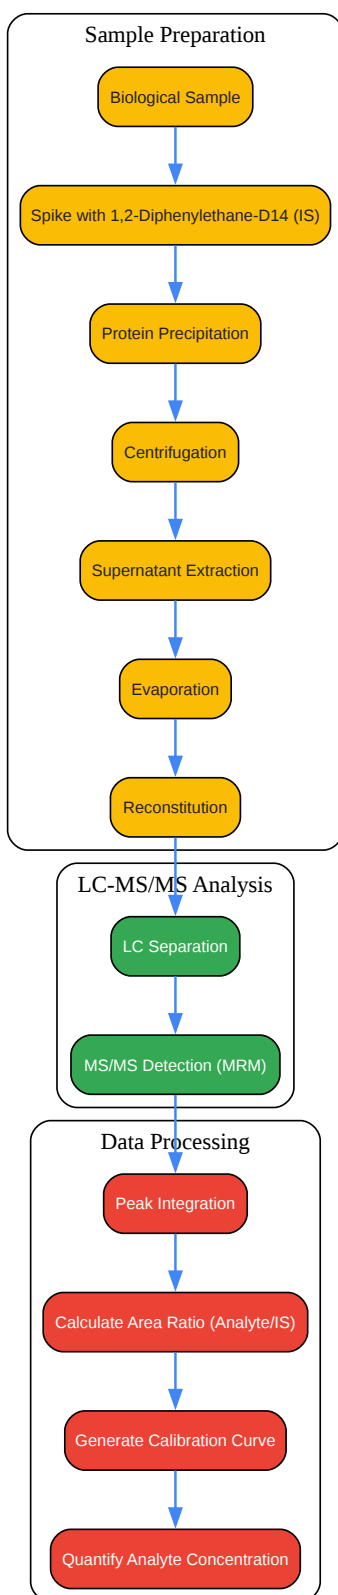 Sample Preparation
Biological Sample
Spike with 1,2-Diphenylethane-D14 (IS)
Protein Precipitation
Centrifugation
Supernatant Extraction
Evaporation
Reconstitution
LC-MS/MS Analysis
LC Separation
MS/MS Detection (MRM)
Data Processing
Peak Integration
Calculate Area Ratio (Analyte/IS)
Generate Calibration Curve
Quantify Analyte Concentration